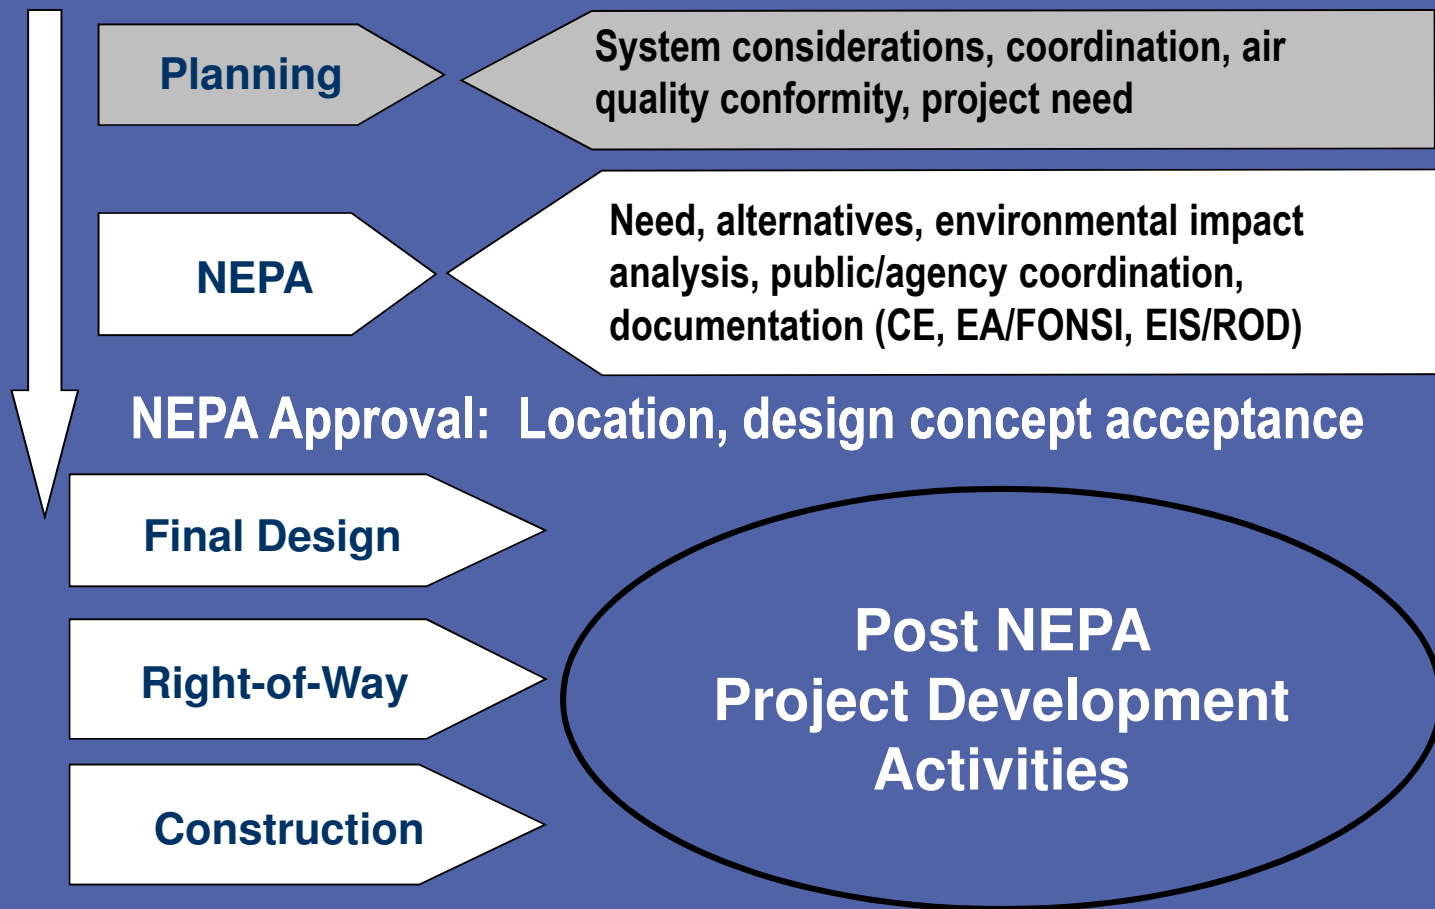 Planning
System considerations, coordination, air
quality conformity, project need
NEPA
Need, alternatives, environmental impact
analysis, public/agency coordination,
documentation (CE, EA/FONSI, EIS/ROD)
NEPA Approval: Location, design concept acceptance
Final Design
Right-of-Way
Construction
Post NEPA
Project Development
Activities